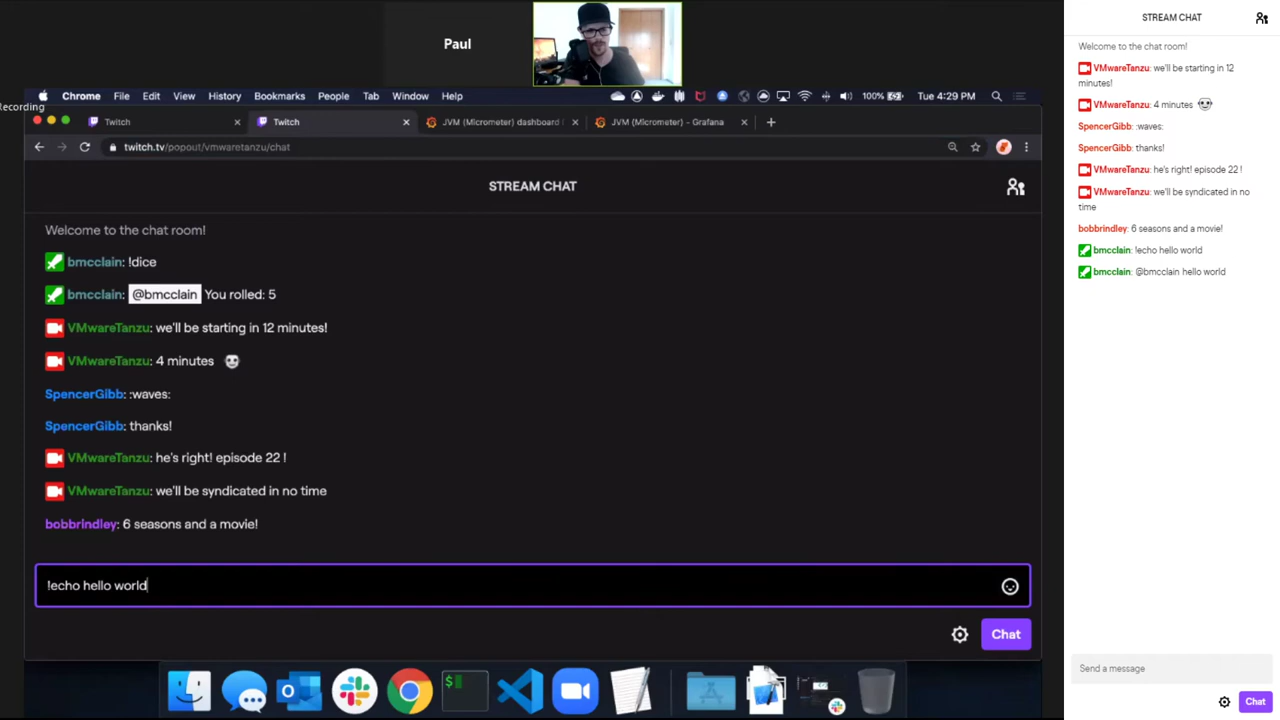 Paul
Recording
Chrome File Edit View History Bookmarks People Tab Window Help 100% Tue 4:29 PM
Twitch Twitch JVM (Micrometer) dashboard f JVM (Micrometer) - Grafana
twitch.tv/popout/vmwaretanzu/chat
STREAM CHAT
Welcome to the chat room!
bmcclain: !dice
bmcclain: @bmcclain You rolled: 5
VMwareTanzu: we'll be starting in 12 minutes!
VMwareTanzu: 4 minutes
SpencerGibb: :waves:
SpencerGibb: thanks!
VMwareTanzu: he's right! episode 22 !
VMwareTanzu: we'll be syndicated in no time
bobbrindley: 6 seasons and a movie!
!echo hello world
Chat
STREAM CHAT
Welcome to the chat room!
VMwareTanzu: we'll be starting in 12
minutes!
VMwareTanzu: 4 minutes
SpencerGibb: :waves:
SpencerGibb: thanks!
VMwareTanzu: he's right! episode 22 !
VMwareTanzu: we'll be syndicated in no
time
bobbrindley: 6 seasons and a movie!
bmcclain: !echo hello world
bmcclain: @bmcclain hello world
Send a message
Chat